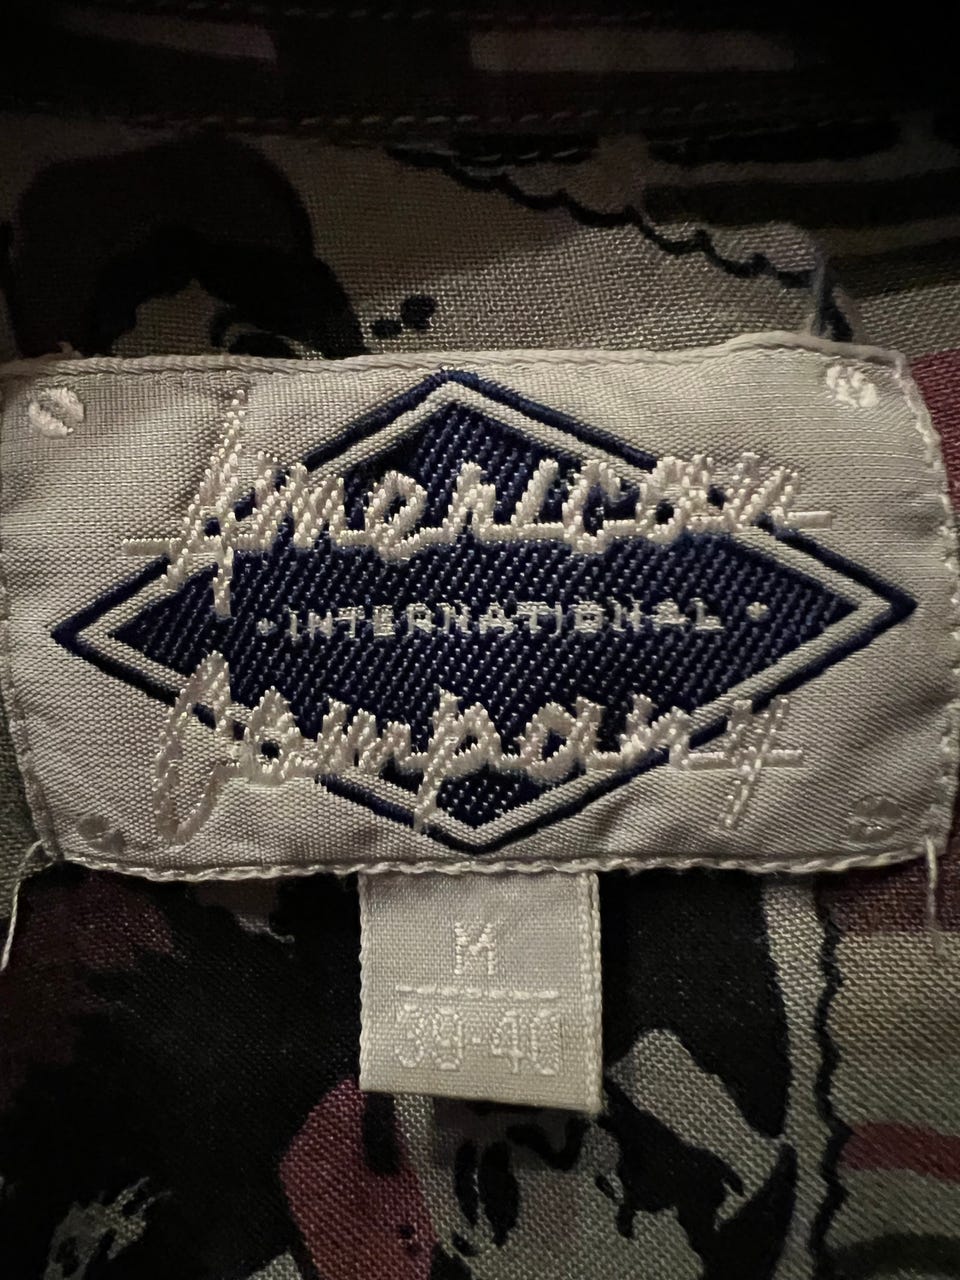 American
· INTERNATIONAL ·
Company
M
39-40